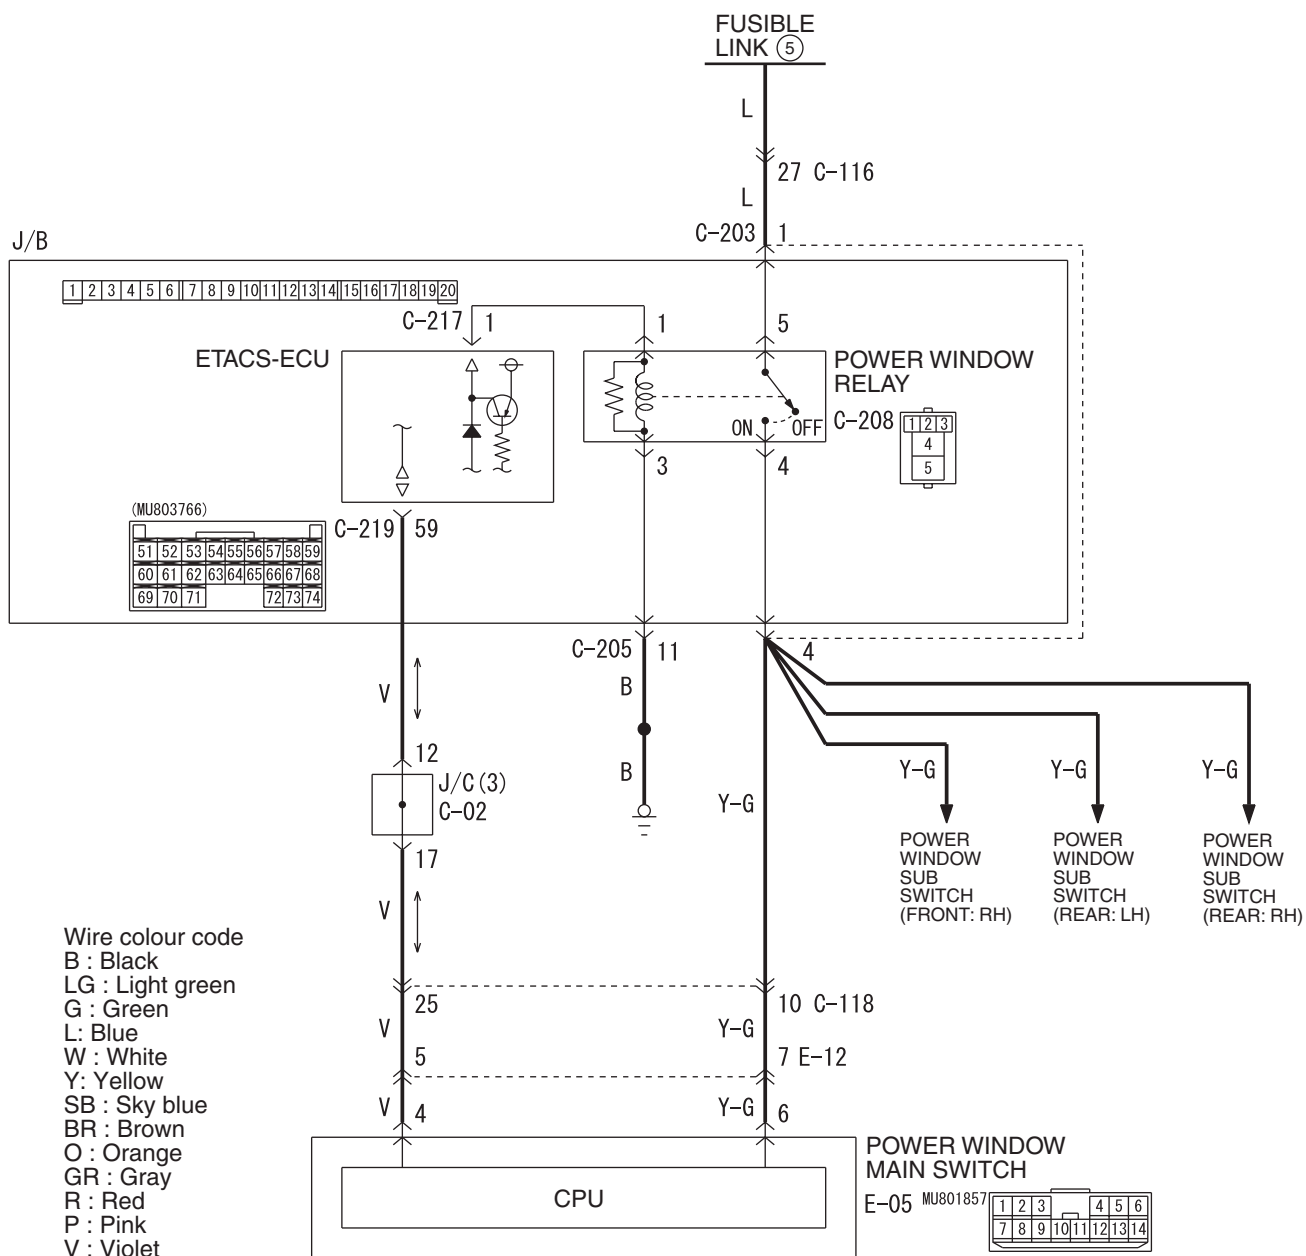 FUSIBLE
LINK 5
L
27 C-116
L
C-203 1
J/B
1 2 3 4 5 6 7 8 9 10 11 12 13 14 15 16 17 18 19 20
C-217 1
1
5
ETACS-ECU
POWER WINDOW
RELAY
ON OFF
C-208
1 2 3
4
5
3
4
(MU803766)
C-219 59
51 52 53 54 55 56 57 58 59
60 61 62 63 64 65 66 67 68
69 70 71 72 73 74
C-205 11
4
V
B
12
J/C(3)
C-02
B
Y-G
Y-G
Y-G
Y-G
17
POWER
WINDOW
SUB
SWITCH
(FRONT: RH)
POWER
WINDOW
SUB
SWITCH
(REAR: LH)
POWER
WINDOW
SUB
SWITCH
(REAR: RH)
V
Wire colour code
B : Black
LG : Light green
G : Green
L: Blue
W : White
Y: Yellow
SB : Sky blue
BR : Brown
O : Orange
GR : Gray
R : Red
P : Pink
V : Violet
25
10 C-118
V
Y-G
5
7 E-12
V 4
Y-G 6
POWER WINDOW
MAIN SWITCH
CPU
E-05 MU801857
1 2 3 4 5 6
7 8 9 10 11 12 13 14